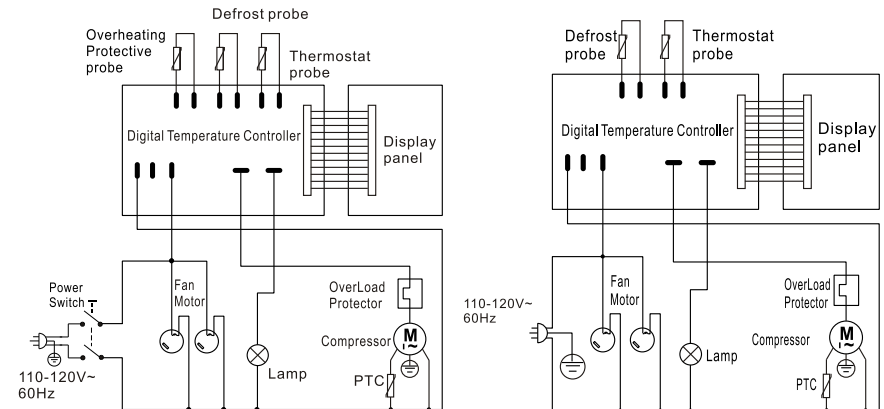 Defrost probe
Overheating
Protective
probe
Thermostat
probe
Digital Temperature Controller
Display
panel
Power
Switch
Fan
Motor
OverLoad
Protector
Compressor
M
~
Lamp
PTC
110-120V~
60Hz
Defrost
probe
Thermostat
probe
Digital Temperature Controller
Display
panel
110-120V~
60Hz
Fan
Motor
OverLoad
Protector
Compressor
M
~
Lamp
PTC